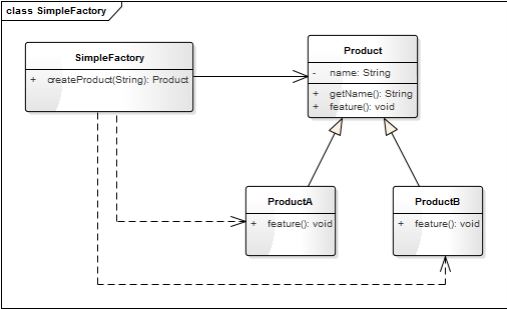 class SimpleFactory
SimpleFactory
+ createProduct(String): Product
Product
- name: String
+ getName(): String
+ feature(): void
ProductA
+ feature(): void
ProductB
+ feature(): void